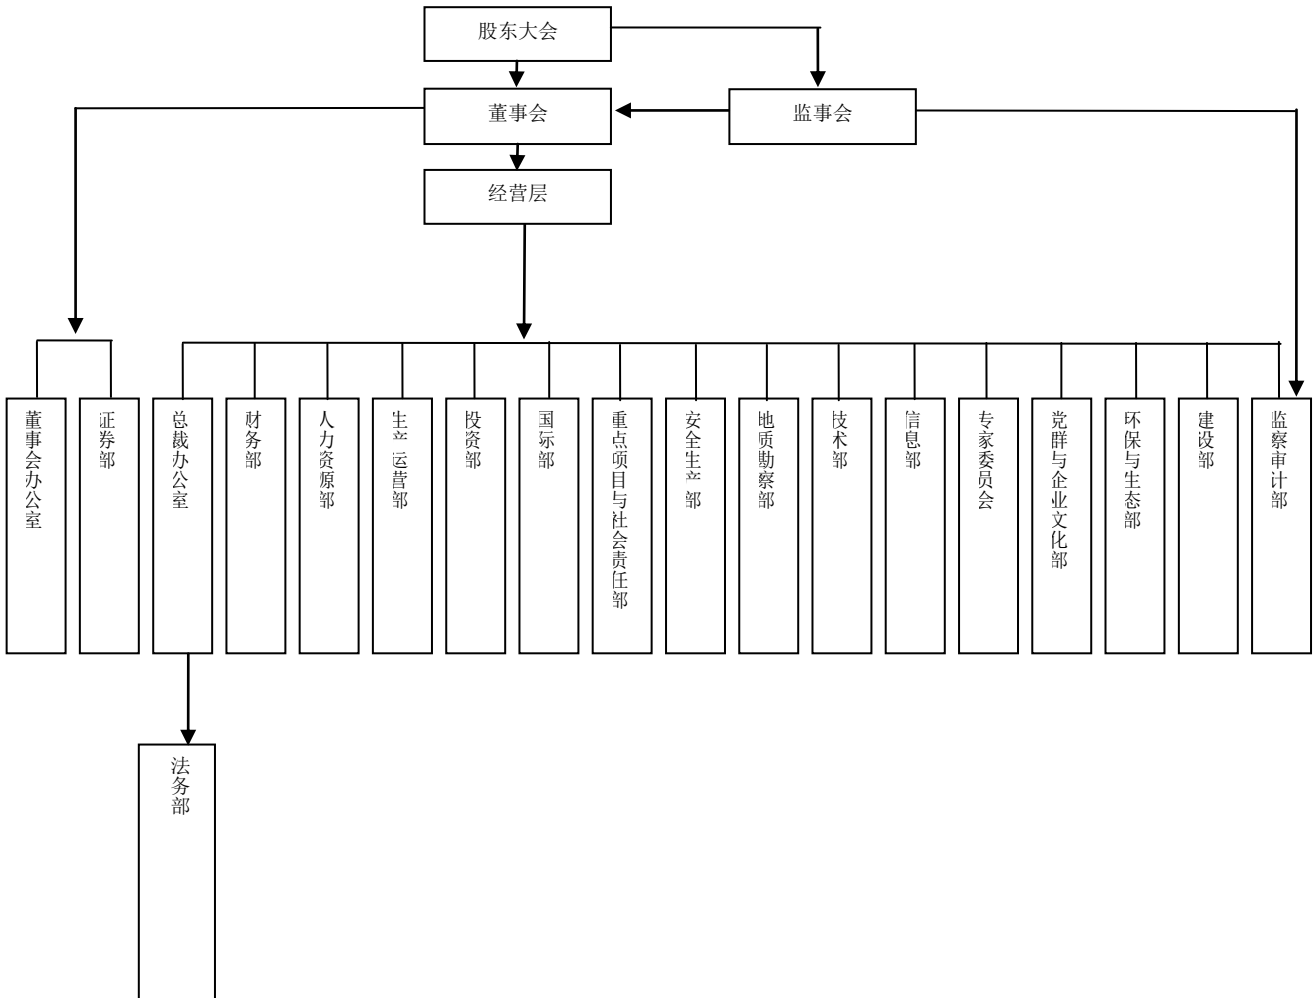 股东大会
董事会
监事会
经营层
董事会办公室
证券部
总裁办公室
财务部
人力资源部
生产运营部
投资部
国际部
重点项目与社会责任部
安全生产部
地质勘察部
技术部
信息部
专家委员会
党群与企业文化部
环保与生态部
建设部
监察审计部
法务部